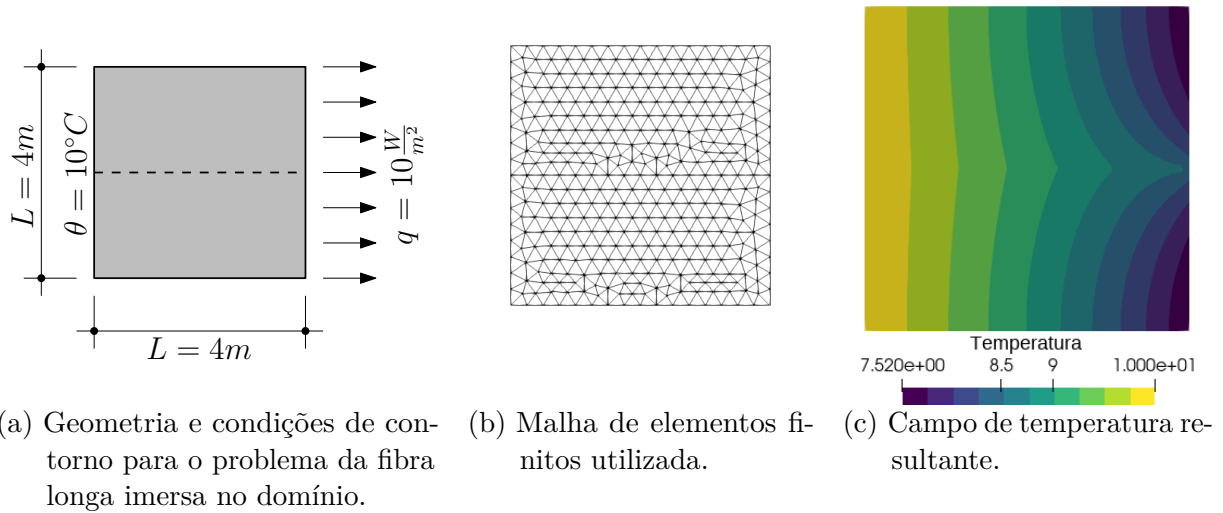 L = 4m
θ = 10°C
q = 10 W/m²
L = 4m
Temperatura
7.520e+00 8.5 9 1.000e+01
(a) Geometria e condições de con-
torno para o problema da fibra
longa imersa no domínio.
(b) Malha de elementos fi-
nitos utilizada.
(c) Campo de temperatura re-
sultante.